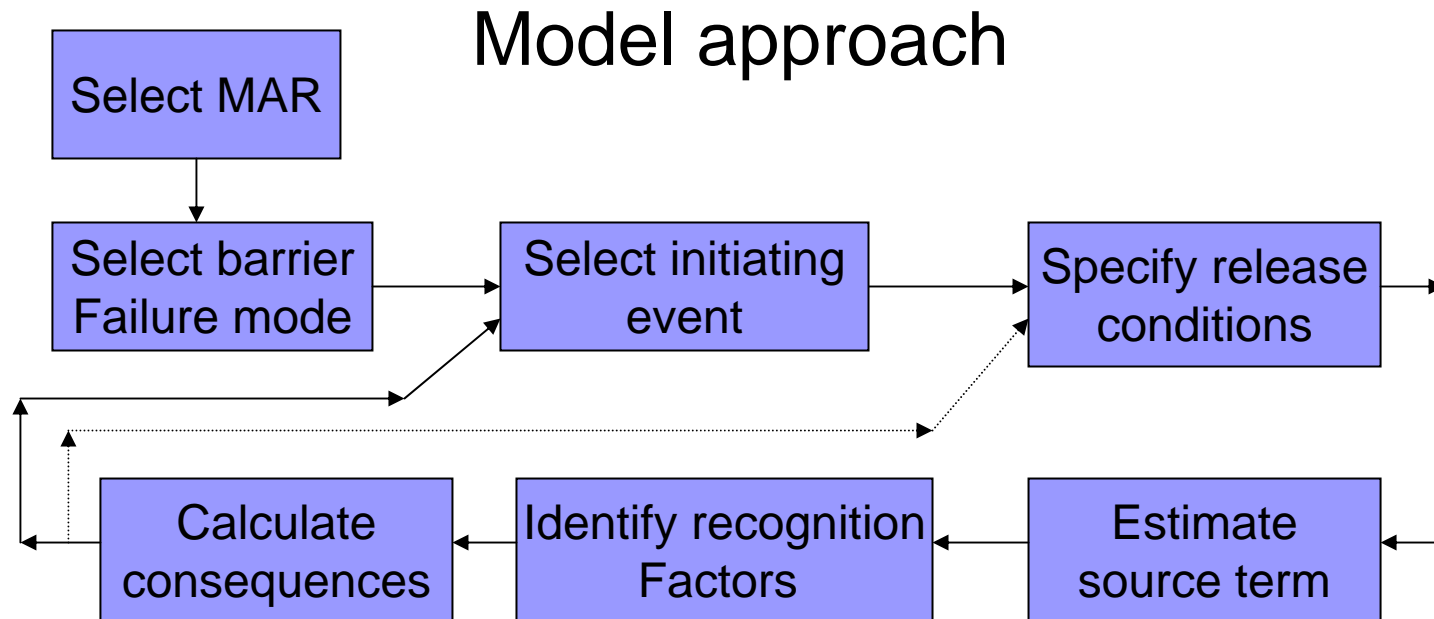 Model approach
Select MAR
Select barrier
Failure mode
Select initiating
event
Specify release
conditions
Calculate
consequences
Identify recognition
Factors
Estimate
source term